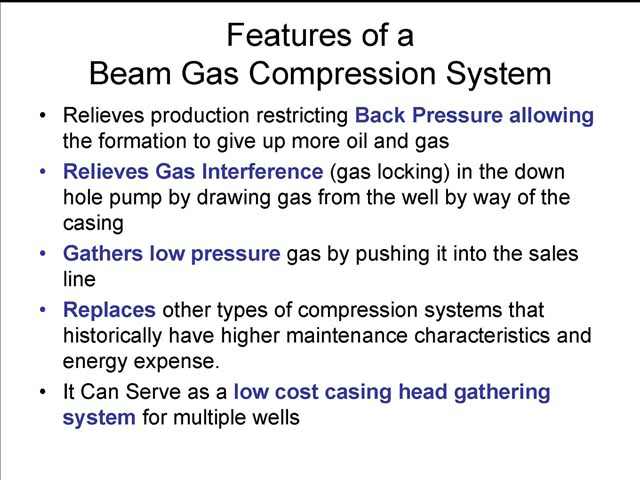 Features of a
Beam Gas Compression System
• Relieves production restricting Back Pressure allowing
the formation to give up more oil and gas
• Relieves Gas Interference (gas locking) in the down
hole pump by drawing gas from the well by way of the
casing
• Gathers low pressure gas by pushing it into the sales
line
• Replaces other types of compression systems that
historically have higher maintenance characteristics and
energy expense.
• It Can Serve as a low cost casing head gathering
system for multiple wells